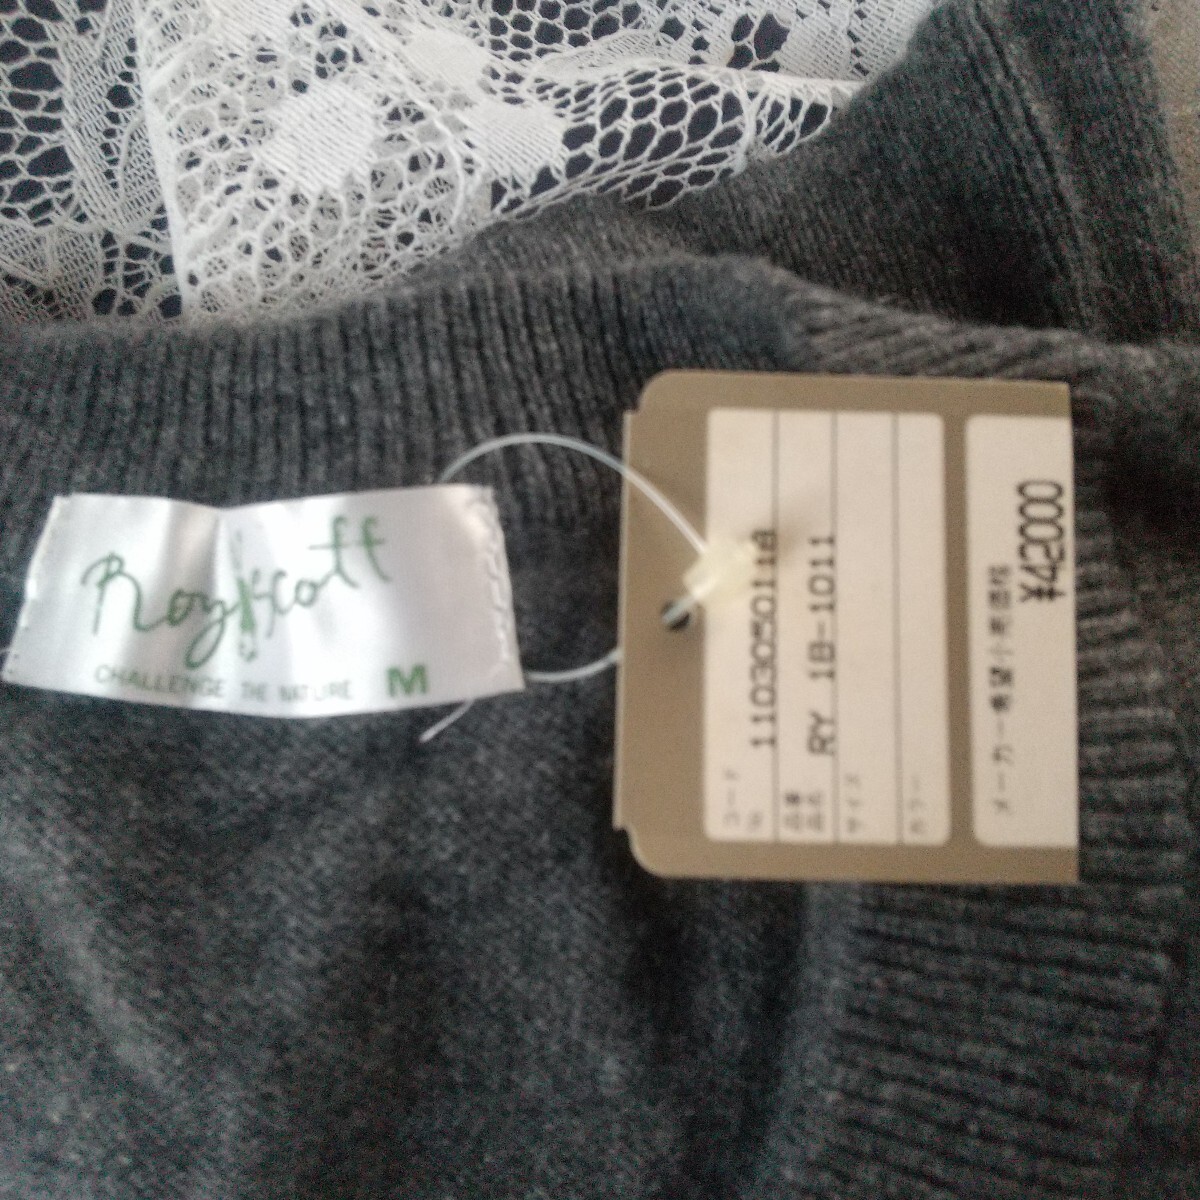 Royscott
CHALLENGE THE NATURE M
コード No 110305011B
品番 品名 RY 1B-1011
サイズ
カラー
メーカー希望小売価格 ¥42000